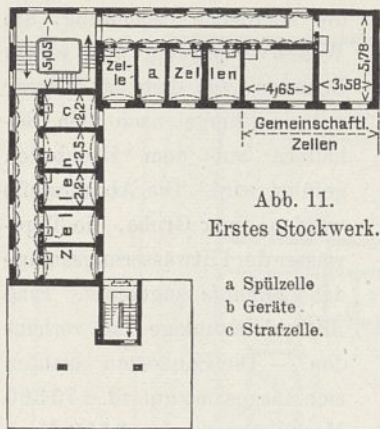 5,05
Zel-
le
a
Zel
len
4,65
3,58
5,78
Gemeinschaftl.
Zellen
c
2,2
n
2,5
e
2,2
l
l
e
Z
Abb. 11.
Erstes Stockwerk.
a Spülzelle
b Geräte
c Strafzelle.